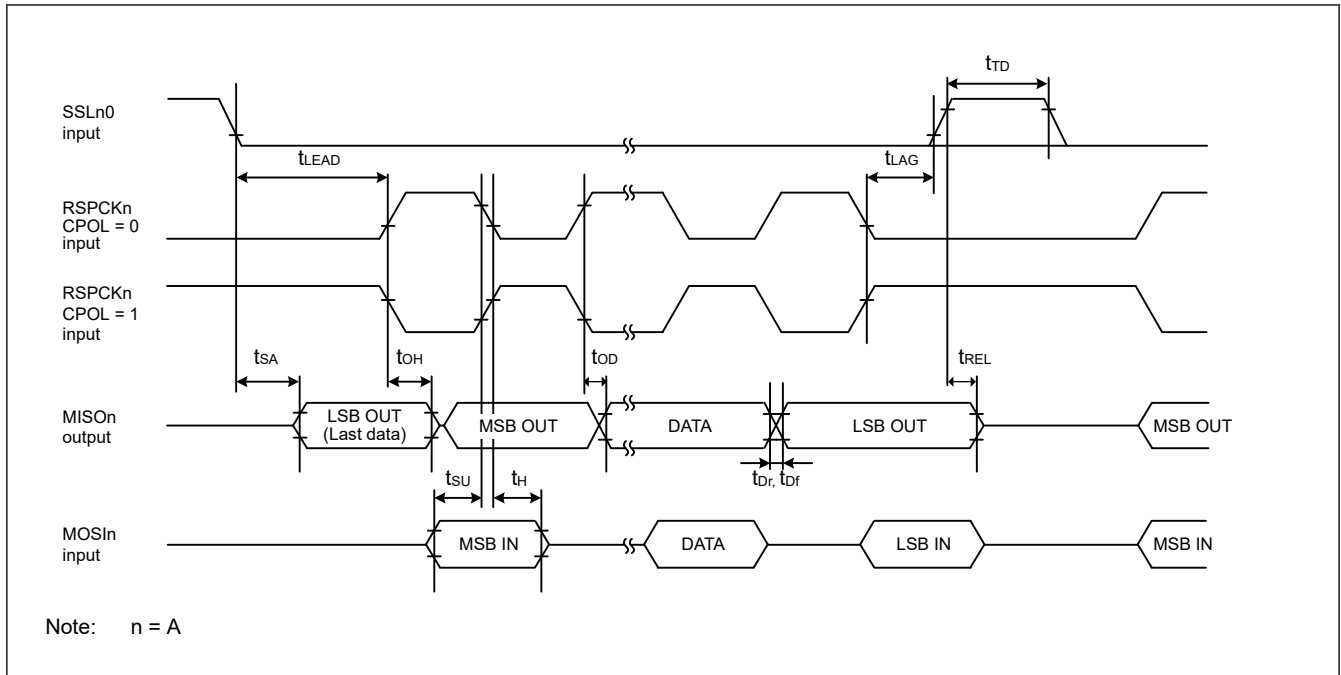 tTD
SSLn0
input
tLEAD
tLAG
RSPCKn
CPOL = 0
input
RSPCKn
CPOL = 1
input
tSA
tOH
tOD
tREL
MISOn
output
LSB OUT
(Last data)
MSB OUT
DATA
LSB OUT
MSB OUT
tSU
tH
tDr, tDf
MOSIn
input
MSB IN
DATA
LSB IN
MSB IN
Note: n = A